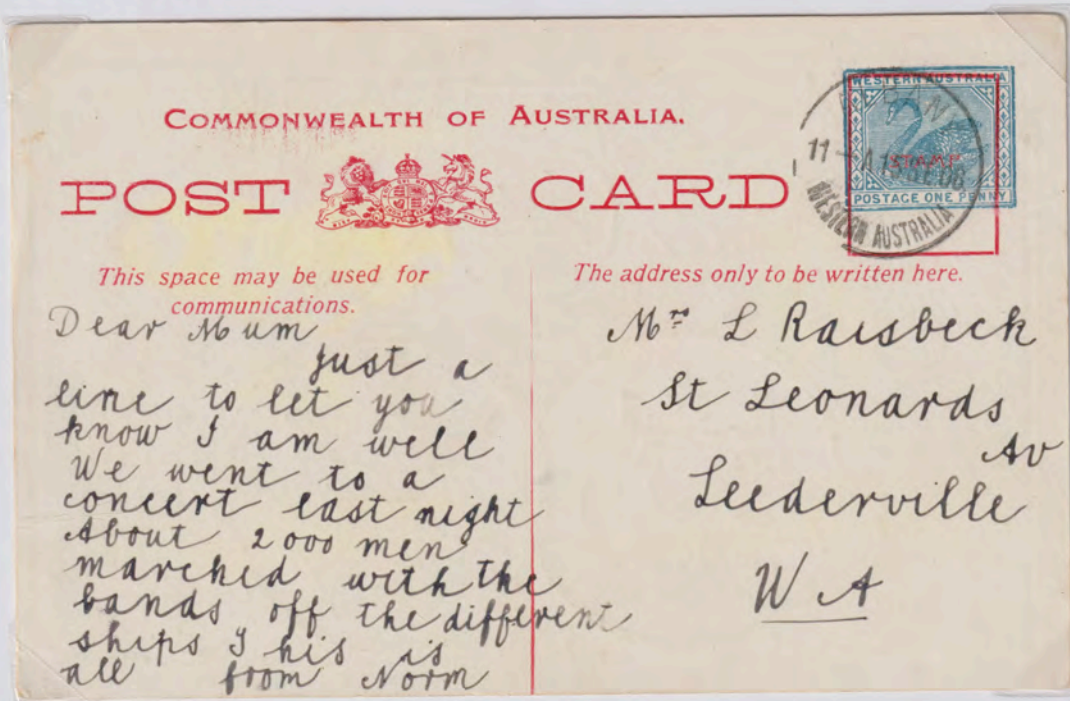 COMMONWEALTH OF AUSTRALIA.
POST CARD
WESTERN AUSTRALIA
STAMP
POSTAGE ONE PENNY
WESTERN AUSTRALIA
This space may be used for
communications.
Dear Mum
Just a
line to let you
know I am well
We went to a
concert last night
About 2000 men
marched with the
bands off the different
ships This is
all from Norm
The address only to be written here.
Mrs L Raisbeck
St Leonards
Av
Leederville
W A